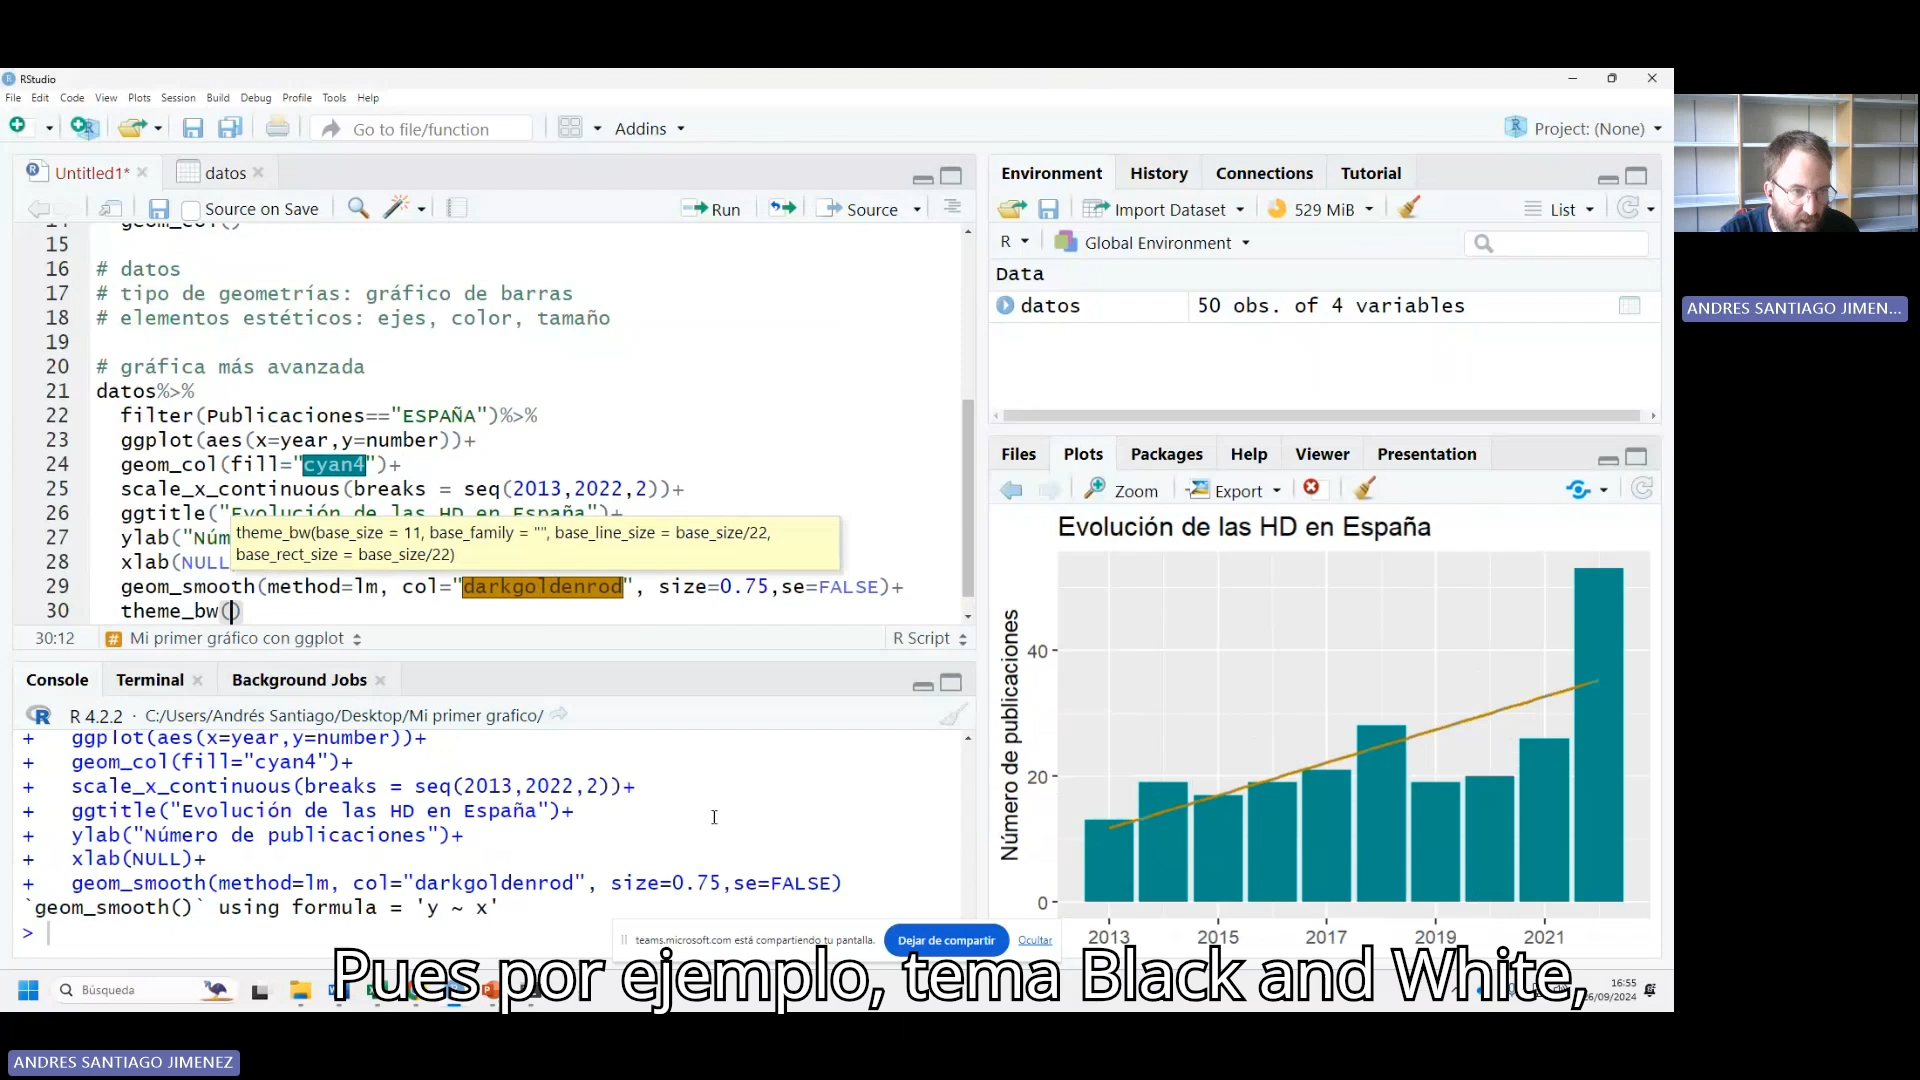 RStudio
File Edit Code View Plots Session Build Debug Profile Tools Help
Go to file/function
Addins
Project: (None)
Untitled1*
datos
Source on Save
Run
Source
15
16 # datos
17 # tipo de geometrías: gráfico de barras
18 # elementos estéticos: ejes, color, tamaño
19
20 # gráfica más avanzada
21 datos%>%
22 filter(Publicaciones=="ESPAÑA")%>%
23 ggplot(aes(x=year,y=number))+
24 geom_col(fill="cyan4")+
25 scale_x_continuous(breaks = seq(2013,2022,2))+
26 ggtitle("Evolución de las HD en España")+
27 ylab("Núm
28 xlab(NULL
theme_bw(base_size = 11, base_family = "", base_line_size = base_size/22,
base_rect_size = base_size/22)
29 geom_smooth(method=lm, col="darkgoldenrod", size=0.75,se=FALSE)+
30 theme_bw()
30:12
Mi primer gráfico con ggplot
R Script
Console
Terminal
Background Jobs
R 4.2.2 · C:/Users/Andrés Santiago/Desktop/Mi primer grafico/
+ ggplot(aes(x=year,y=number))+
+ geom_col(fill="cyan4")+
+ scale_x_continuous(breaks = seq(2013,2022,2))+
+ ggtitle("Evolución de las HD en España")+
+ ylab("Número de publicaciones")+
+ xlab(NULL)+
+ geom_smooth(method=lm, col="darkgoldenrod", size=0.75,se=FALSE)
`geom_smooth()` using formula = 'y ~ x'
>
Environment
History
Connections
Tutorial
Import Dataset
529 MiB
List
R
Global Environment
Data
datos
50 obs. of 4 variables
Files
Plots
Packages
Help
Viewer
Presentation
Zoom
Export
Evolución de las HD en España
Número de publicaciones
40
20
0
2013 2015 2017 2019 2021
teams.microsoft.com está compartiendo tu pantalla.
Dejar de compartir
Ocultar
Pues por ejemplo, tema Black and White,
Búsqueda
16:55
26/09/2024
ANDRES SANTIAGO JIMEN...
ANDRES SANTIAGO JIMENEZ